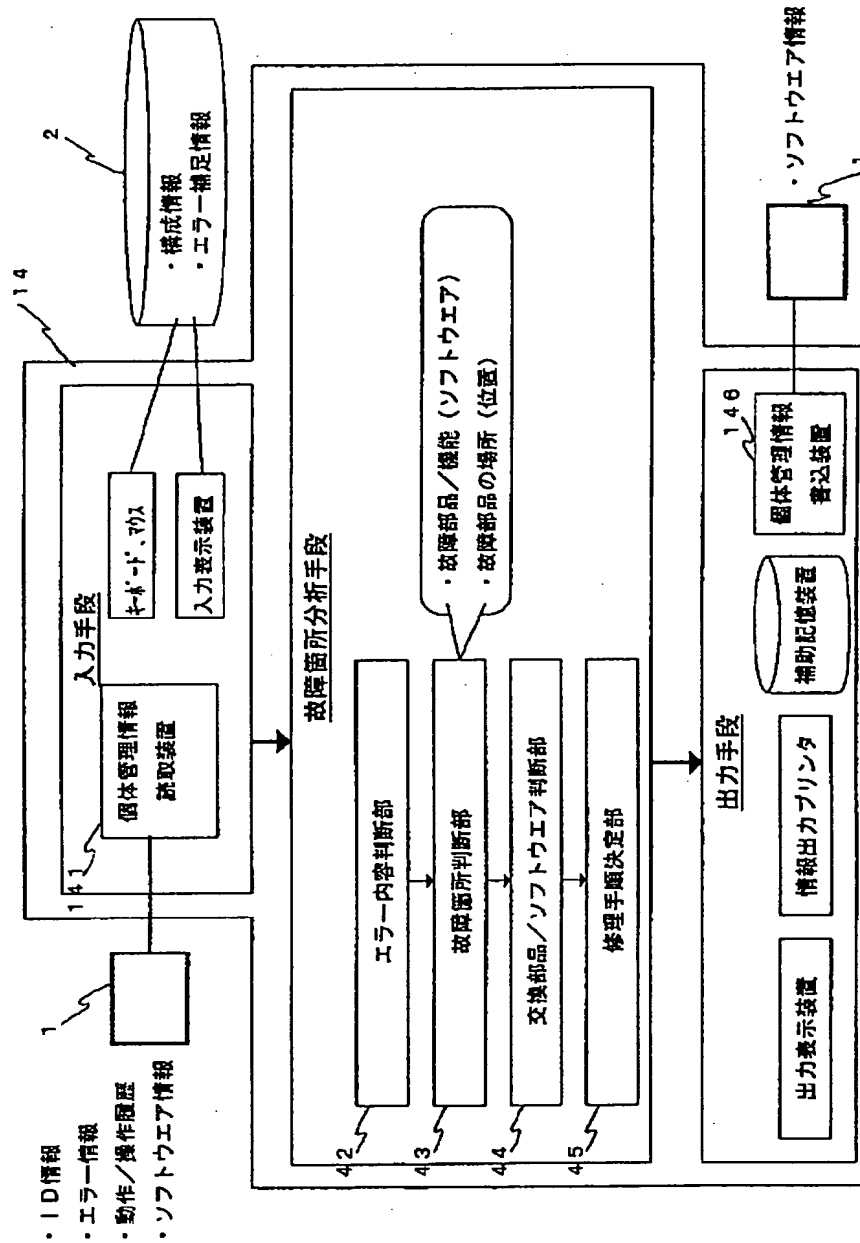 ・ID情報
・エラー情報
・動作／操作履歴
・ソフトウエア情報
1
141
個体管理情報
読取装置
入力手段
キーボード、マウス
入力表示装置
14
2
・構成情報
・エラー補足情報
故障箇所分析手段
42
エラー内容判断部
43
故障箇所判断部
44
交換部品／ソフトウエア判断部
45
修理手順決定部
・故障部品／機能（ソフトウエア）
・故障部品の場所（位置）
出力手段
出力表示装置
情報出力プリンタ
補助記憶装置
146
個体管理情報
書込装置
・ソフトウエア情報
1